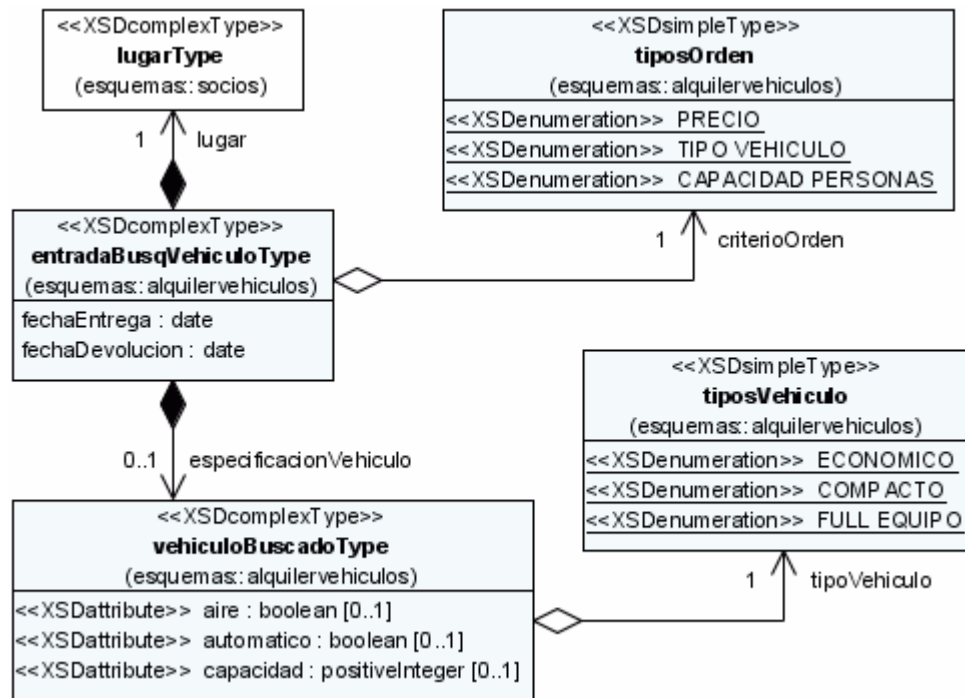 <<XSDcomplexType>>
lugarType
(esquemas::socios)
<<XSDsimpleType>>
tiposOrden
(esquemas::alquilervehiculos)
<<XSDenumeration>> PRECIO
<<XSDenumeration>> TIPO VEHICULO
<<XSDenumeration>> CAPACIDAD PERSONAS
1 lugar
<<XSDcomplexType>>
entradaBusqVehiculoType
(esquemas::alquilervehiculos)
fechaEntrega : date
fechaDevolucion : date
1 criterioOrden
<<XSDsimpleType>>
tiposVehiculo
(esquemas::alquilervehiculos)
<<XSDenumeration>> ECONOMICO
<<XSDenumeration>> COMPACTO
<<XSDenumeration>> FULL EQUIPO
0..1 especificacionVehiculo
<<XSDcomplexType>>
vehiculoBuscadoType
(esquemas::alquilervehiculos)
<<XSDattribute>> aire : boolean [0..1]
<<XSDattribute>> automatico : boolean [0..1]
<<XSDattribute>> capacidad : positiveInteger [0..1]
1 tipoVehiculo